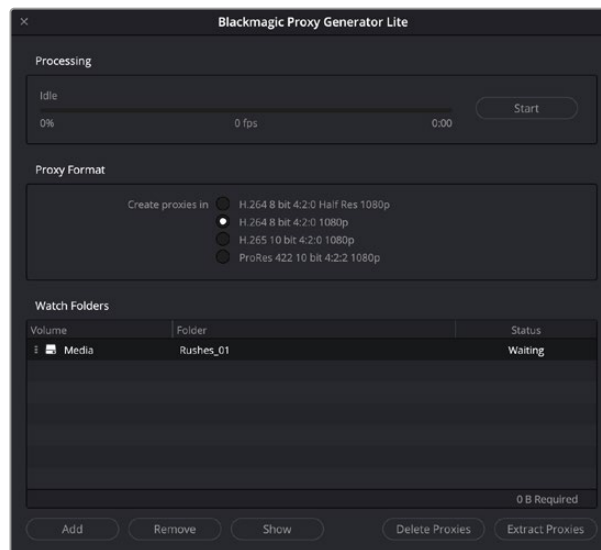 Blackmagic Proxy Generator Lite
Processing
Idle
0% 0 fps 0:00
Start
Proxy Format
Create proxies in
H.264 8 bit 4:2:0 Half Res 1080p
H.264 8 bit 4:2:0 1080p
H.265 10 bit 4:2:0 1080p
ProRes 422 10 bit 4:2:2 1080p
Watch Folders
Volume Folder Status
Media Rushes_01 Waiting
0 B Required
Add Remove Show Delete Proxies Extract Proxies